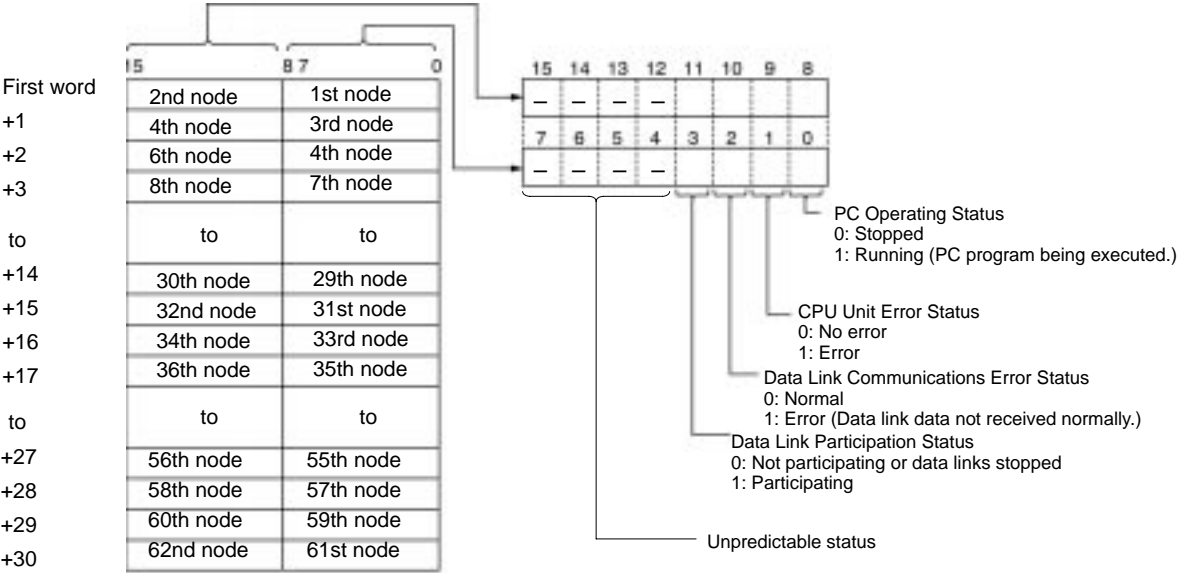 15 8 7 0
First word 2nd node 1st node
+1 4th node 3rd node
+2 6th node 4th node
+3 8th node 7th node
to to to
+14 30th node 29th node
+15 32nd node 31st node
+16 34th node 33rd node
+17 36th node 35th node
to to to
+27 56th node 55th node
+28 58th node 57th node
+29 60th node 59th node
+30 62nd node 61st node
15 14 13 12 11 10 9 8
– – – –
7 6 5 4 3 2 1 0
– – – –
PC Operating Status
0: Stopped
1: Running (PC program being executed.)
CPU Unit Error Status
0: No error
1: Error
Data Link Communications Error Status
0: Normal
1: Error (Data link data not received normally.)
Data Link Participation Status
0: Not participating or data links stopped
1: Participating
Unpredictable status